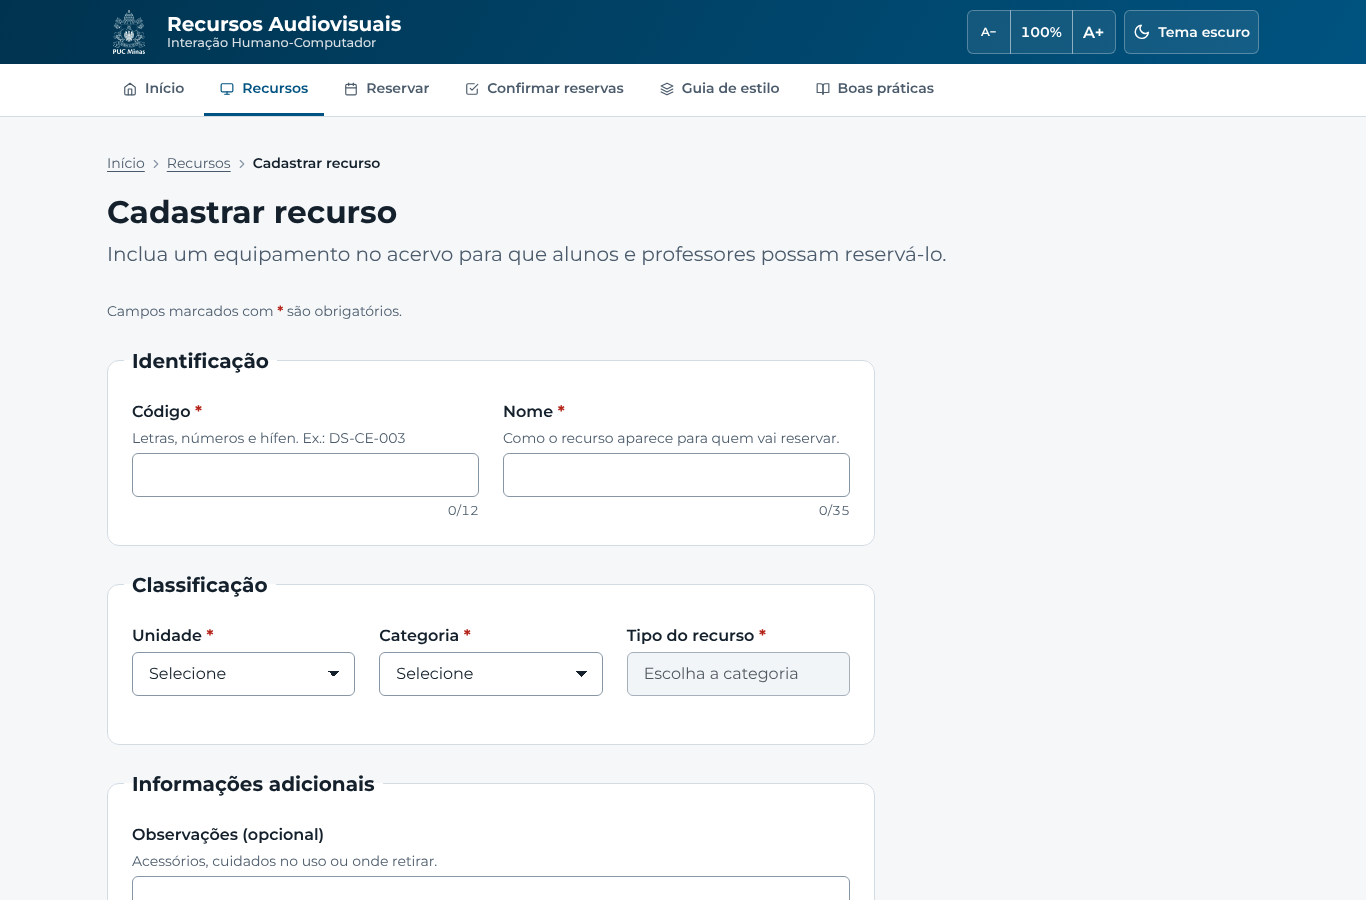 PUC Minas
Recursos Audiovisuais
Interação Humano-Computador
A−
100%
A+
Tema escuro
Início
Recursos
Reservar
Confirmar reservas
Guia de estilo
Boas práticas
Início > Recursos > Cadastrar recurso
Cadastrar recurso
Inclua um equipamento no acervo para que alunos e professores possam reservá-lo.
Campos marcados com * são obrigatórios.
Identificação
Código *
Letras, números e hífen. Ex.: DS-CE-003
0/12
Nome *
Como o recurso aparece para quem vai reservar.
0/35
Classificação
Unidade *
Selecione
Categoria *
Selecione
Tipo do recurso *
Escolha a categoria
Informações adicionais
Observações (opcional)
Acessórios, cuidados no uso ou onde retirar.